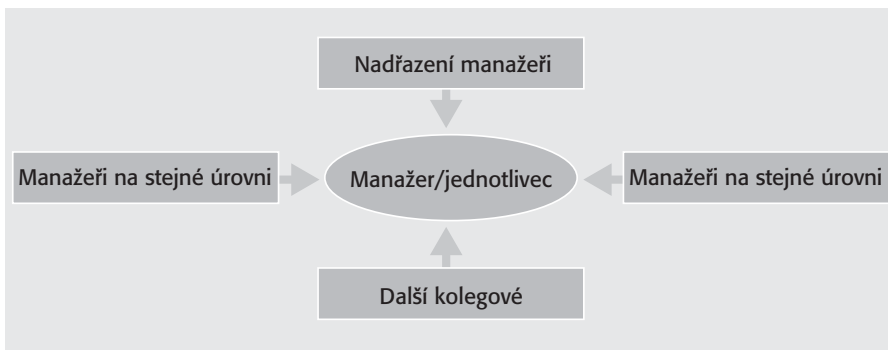 Nadřazení manažeři
Manažeři na stejné úrovni
Manažer/jednotlivec
Manažeři na stejné úrovni
Další kolegové